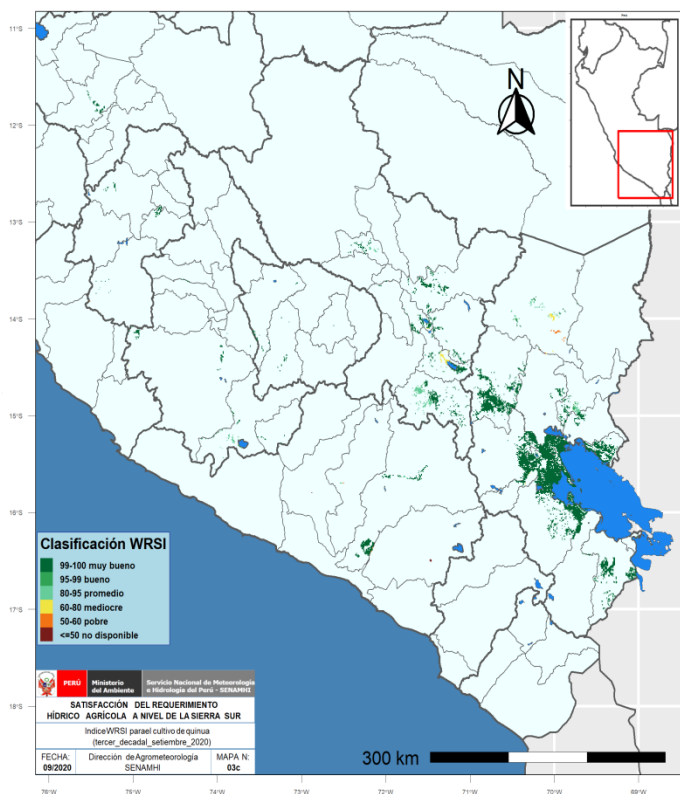 11°S
12°S
13°S
14°S
15°S
16°S
17°S
18°S
N
Clasificación WRSI
99-100 muy bueno
95-99 bueno
80-95 promedio
60-80 mediocre
50-60 pobre
<=50 no disponible
PERÚ
Ministerio
del Ambiente
Servicio Nacional de Meteorología
e Hidrología del Perú - SENAMHI
SATISFACCIÓN DEL REQUERIMIENTO
HÍDRICO AGRÍCOLA A NIVEL DE LA SIERRA SUR
IndiceWRSI parael cultivo de quinua
(tercer_decadal_setiembre_2020)
FECHA:
09/2020
Dirección deAgrometeorología
SENAMHI
MAPA N:
03c
300 km
76°W
75°W
74°W
73°W
72°W
71°W
70°W
69°W